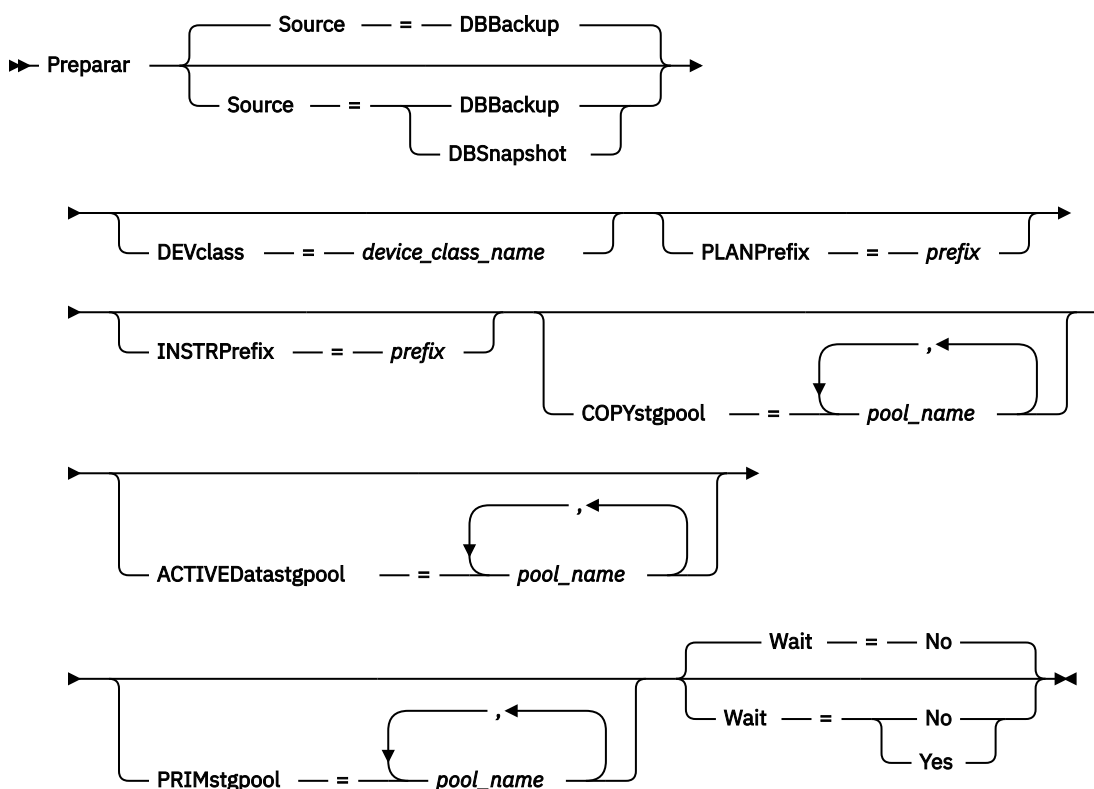 Source = DBBackup
Preparar
Source = DBBackup
DBSnapshot
DEVclass = device_class_name PLANPrefix = prefix
INSTRPrefix = prefix
,
COPYstgpool = pool_name
,
ACTIVEDatastgpool = pool_name
Wait = No
,
Wait = No
Yes
PRIMstgpool = pool_name